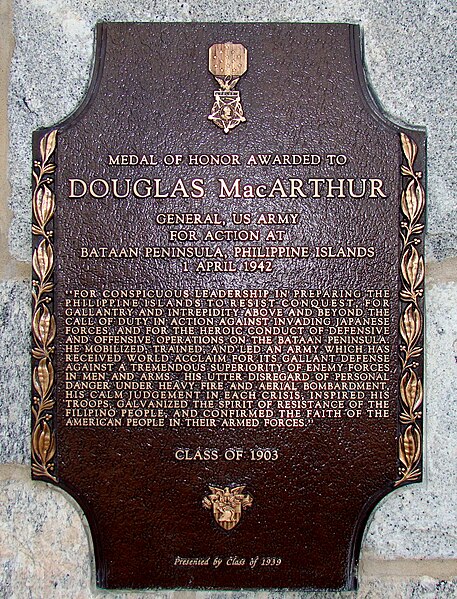 MEDAL OF HONOR AWARDED TO
DOUGLAS MacARTHUR
GENERAL, US ARMY
FOR ACTION AT
BATAAN PENINSULA, PHILIPPINE ISLANDS
1 APRIL 1942
"FOR CONSPICUOUS LEADERSHIP IN PREPARING THE
PHILIPPINE ISLANDS TO RESIST CONQUEST, FOR
GALLANTRY AND INTREPIDITY ABOVE AND BEYOND THE
CALL OF DUTY IN ACTION AGAINST INVADING JAPANESE
FORCES, AND FOR THE HEROIC CONDUCT OF DEFENSIVE
AND OFFENSIVE OPERATIONS ON THE BATAAN PENINSULA.
HE MOBILIZED, TRAINED, AND LED AN ARMY WHICH HAS
RECEIVED WORLD ACCLAIM FOR ITS GALLANT DEFENSE
AGAINST A TREMENDOUS SUPERIORITY OF ENEMY FORCES
IN MEN AND ARMS. HIS UTTER DISREGARD OF PERSONAL
DANGER UNDER HEAVY FIRE AND AERIAL BOMBARDMENT,
HIS CALM JUDGEMENT IN EACH CRISIS, INSPIRED HIS
TROOPS, GALVANIZED THE SPIRIT OF RESISTANCE OF THE
FILIPINO PEOPLE, AND CONFIRMED THE FAITH OF THE
AMERICAN PEOPLE IN THEIR ARMED FORCES."
CLASS OF 1903
Presented by Class of 1939